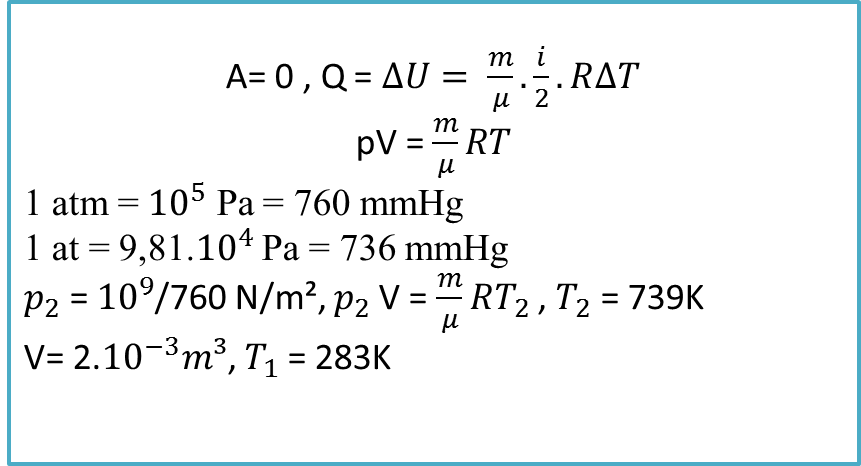 A= 0 , Q = ΔU = m/μ . i/2 . RΔT
pV = m/μ RT
1 atm = 10⁵ Pa = 760 mmHg
1 at = 9,81.10⁴ Pa = 736 mmHg
p₂ = 10⁹/760 N/m², p₂ V = m/μ RT₂ , T₂ = 739K
V= 2.10⁻³m³, T₁ = 283K